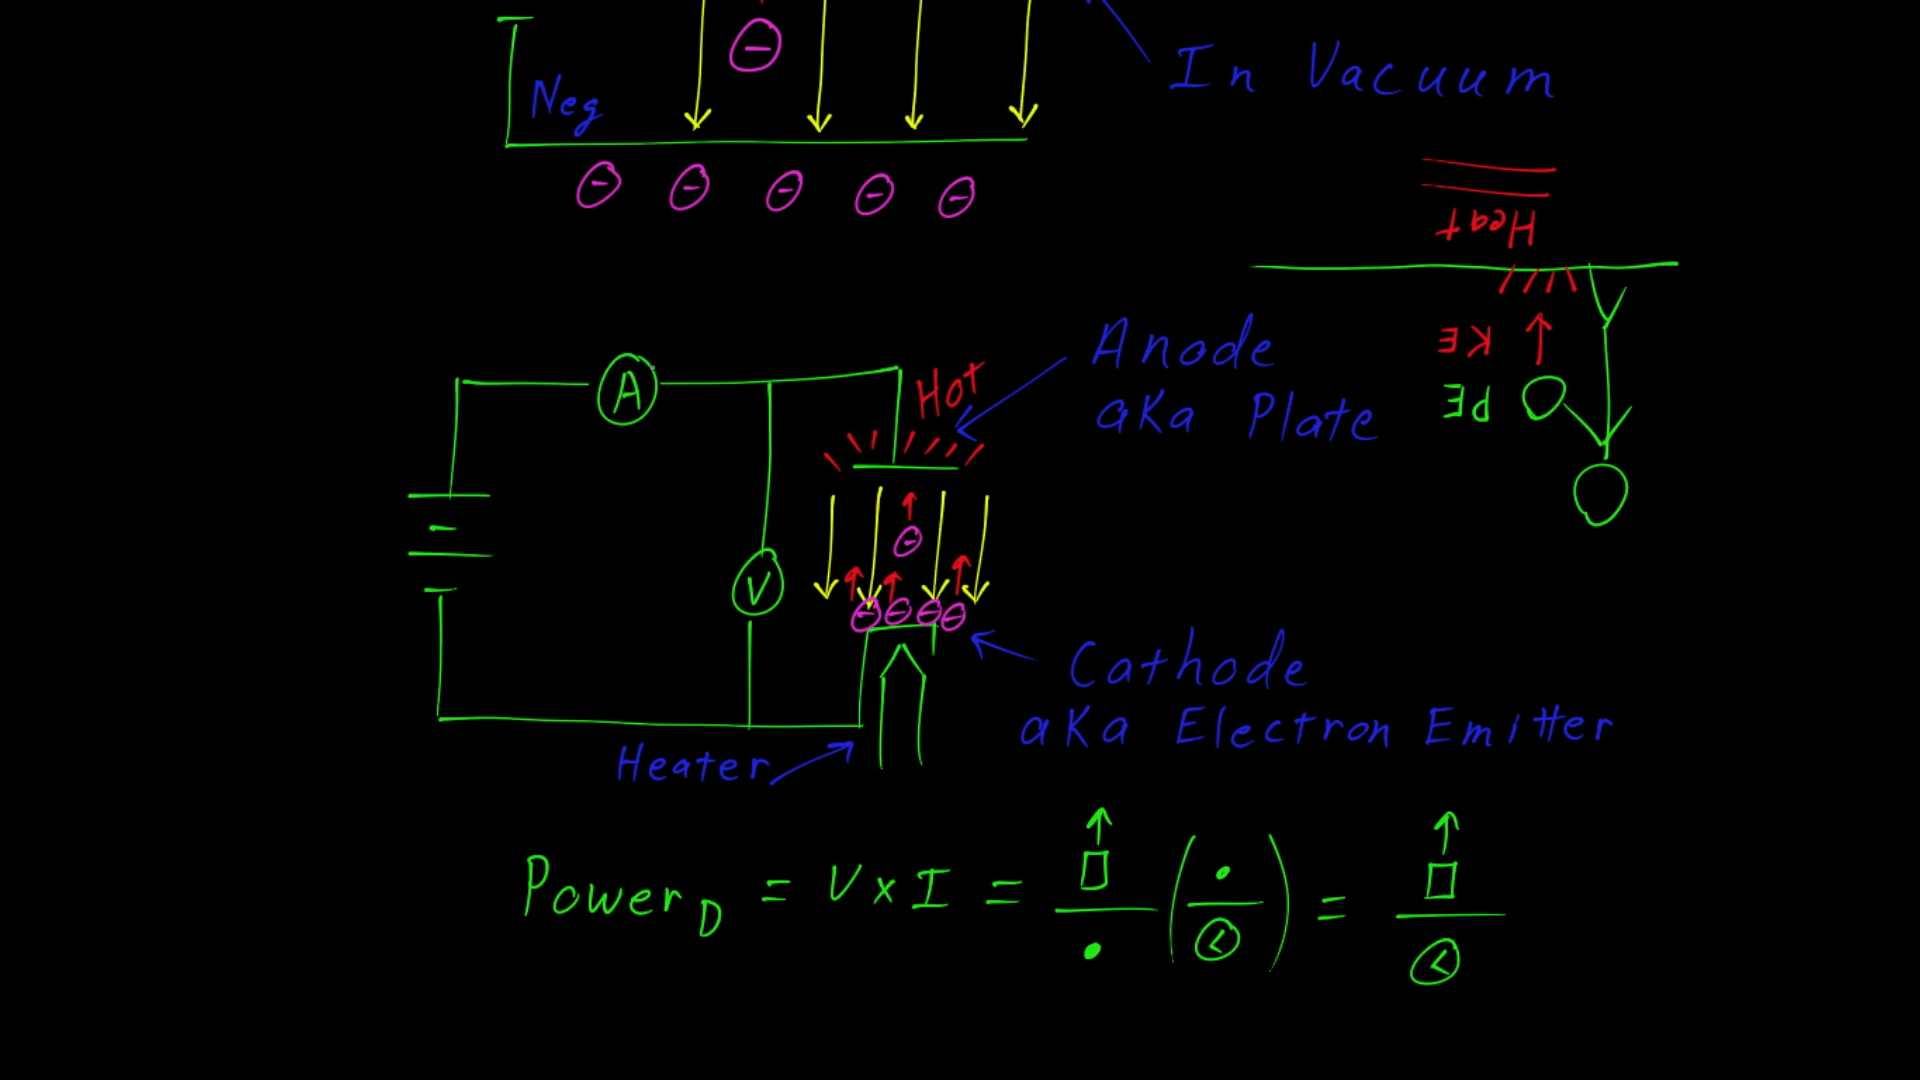 In Vacuum
Neg
Heat
KE
PE
A
Hot
Anode
aKa Plate
V
Cathode
aKa Electron Emitter
Heater
Power_D = V x I = ☐↑ / • ( • / 🕒 ) = ☐↑ / 🕒